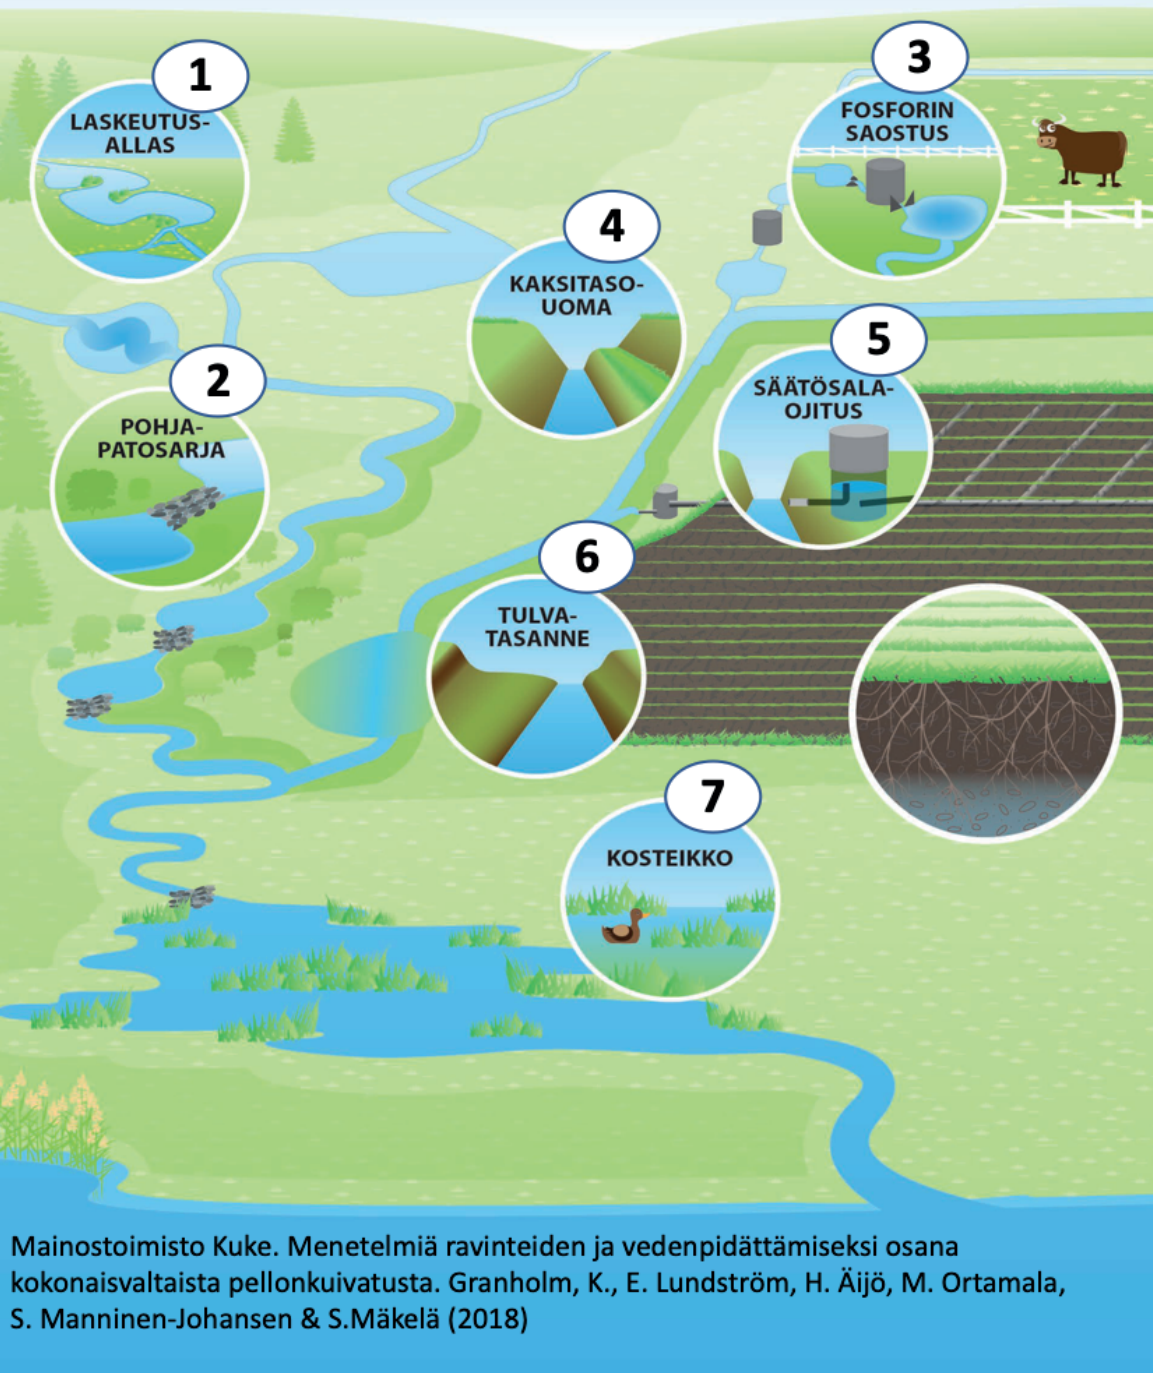 1
LASKEUTUS-
ALLAS
2
POHJA-
PATOSARJA
3
FOSFORIN
SAOSTUS
4
KAKSITASO-
UOMA
5
SÄÄTÖSALA-
OJITUS
6
TULVA-
TASANNE
7
KOSTEIKKO
Mainostoimisto Kuke. Menetelmiä ravinteiden ja vedenpidättämiseksi osana
kokonaisvaltaista pellonkuivatusta. Granholm, K., E. Lundström, H. Äijö, M. Ortamala,
S. Manninen-Johansen & S.Mäkelä (2018)